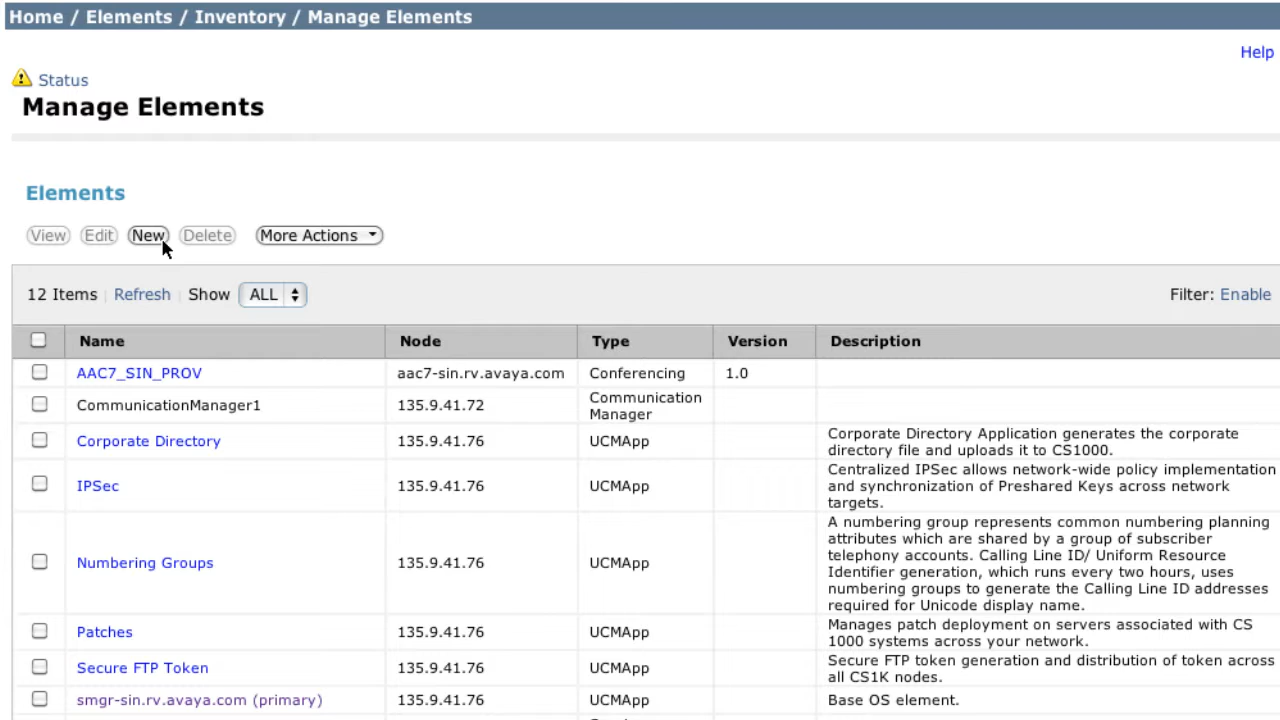 Home / Elements / Inventory / Manage Elements
Help
Status
Manage Elements
Elements
View Edit New Delete More Actions
12 Items Refresh Show ALL Filter: Enable
Name Node Type Version Description
AAC7_SIN_PROV aac7-sin.rv.avaya.com Conferencing 1.0
CommunicationManager1 135.9.41.72 Communication
Manager
Corporate Directory 135.9.41.76 UCMApp Corporate Directory Application generates the corporate
directory file and uploads it to CS1000.
IPSec 135.9.41.76 UCMApp Centralized IPSec allows network-wide policy implementation
and synchronization of Preshared Keys across network
targets.
Numbering Groups 135.9.41.76 UCMApp A numbering group represents common numbering planning
attributes which are shared by a group of subscriber
telephony accounts. Calling Line ID/ Uniform Resource
Identifier generation, which runs every two hours, uses
numbering groups to generate the Calling Line ID addresses
required for Unicode display name.
Patches 135.9.41.76 UCMApp Manages patch deployment on servers associated with CS
1000 systems across your network.
Secure FTP Token 135.9.41.76 UCMApp Secure FTP token generation and distribution of token across
all CS1K nodes.
smgr-sin.rv.avaya.com (primary) 135.9.41.76 UCMApp Base OS element.